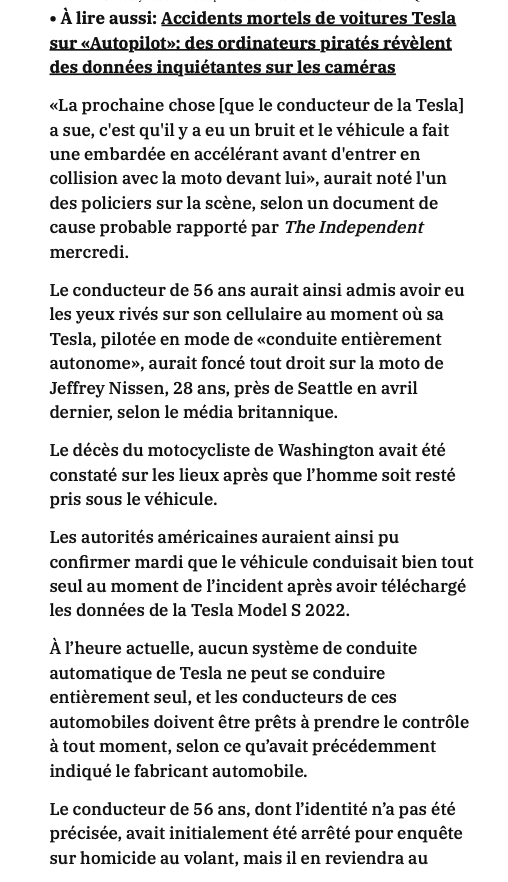 • À lire aussi: Accidents mortels de voitures Tesla
sur «Autopilot»: des ordinateurs piratés révèlent
des données inquiétantes sur les caméras
«La prochaine chose [que le conducteur de la Tesla]
a sue, c'est qu'il y a eu un bruit et le véhicule a fait
une embardée en accélérant avant d'entrer en
collision avec la moto devant lui», aurait noté l'un
des policiers sur la scène, selon un document de
cause probable rapporté par The Independent
mercredi.
Le conducteur de 56 ans aurait ainsi admis avoir eu
les yeux rivés sur son cellulaire au moment où sa
Tesla, pilotée en mode de «conduite entièrement
autonome», aurait foncé tout droit sur la moto de
Jeffrey Nissen, 28 ans, près de Seattle en avril
dernier, selon le média britannique.
Le décès du motocycliste de Washington avait été
constaté sur les lieux après que l’homme soit resté
pris sous le véhicule.
Les autorités américaines auraient ainsi pu
confirmer mardi que le véhicule conduisait bien tout
seul au moment de l’incident après avoir téléchargé
les données de la Tesla Model S 2022.
À l’heure actuelle, aucun système de conduite
automatique de Tesla ne peut se conduire
entièrement seul, et les conducteurs de ces
automobiles doivent être prêts à prendre le contrôle
à tout moment, selon ce qu’avait précédemment
indiqué le fabricant automobile.
Le conducteur de 56 ans, dont l’identité n’a pas été
précisée, avait initialement été arrêté pour enquête
sur homicide au volant, mais il en reviendra au